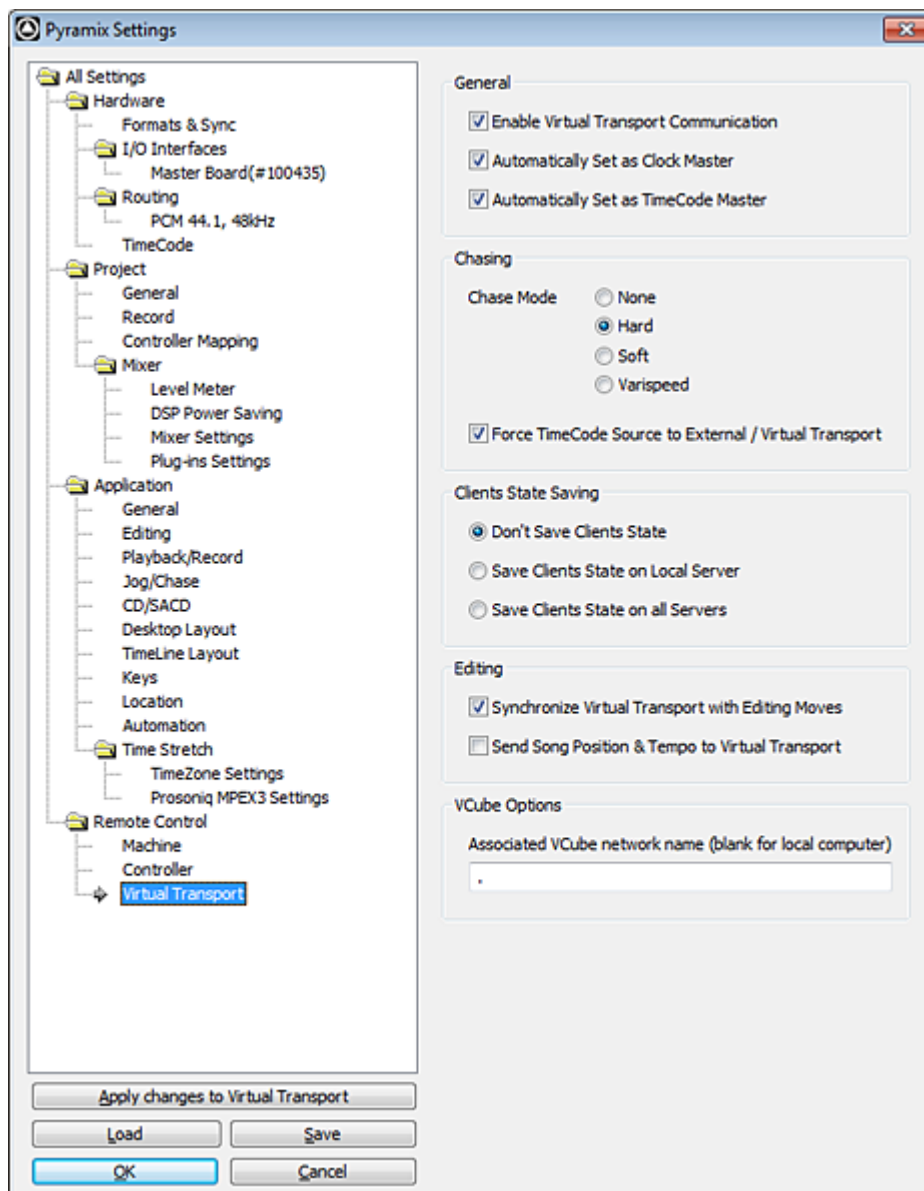 Pyramix Settings
All Settings
Hardware
Formats & Sync
I/O Interfaces
Master Board(#100435)
Routing
PCM 44.1, 48kHz
TimeCode
Project
General
Record
Controller Mapping
Mixer
Level Meter
DSP Power Saving
Mixer Settings
Plug-ins Settings
Application
General
Editing
Playback/Record
Jog/Chase
CD/SACD
Desktop Layout
TimeLine Layout
Keys
Location
Automation
Time Stretch
TimeZone Settings
Prosoniq MPEX3 Settings
Remote Control
Machine
Controller
Virtual Transport
Apply changes to Virtual Transport
Load Save
OK Cancel
General
Enable Virtual Transport Communication
Automatically Set as Clock Master
Automatically Set as TimeCode Master
Chasing
Chase Mode None
Hard
Soft
Varispeed
Force TimeCode Source to External / Virtual Transport
Clients State Saving
Don't Save Clients State
Save Clients State on Local Server
Save Clients State on all Servers
Editing
Synchronize Virtual Transport with Editing Moves
Send Song Position & Tempo to Virtual Transport
VCube Options
Associated VCube network name (blank for local computer)
.